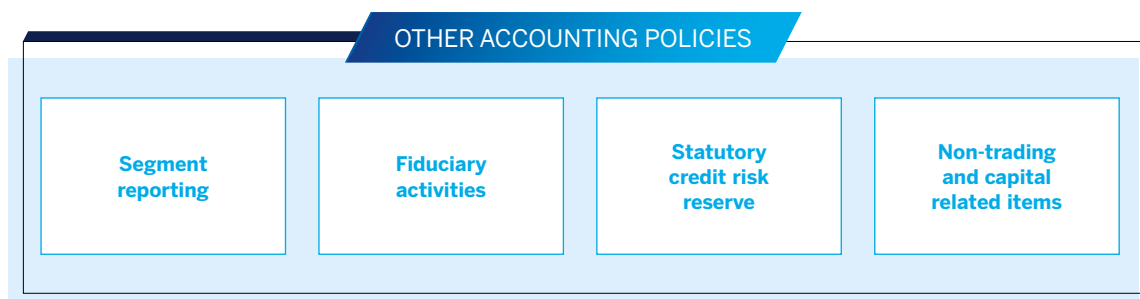 OTHER ACCOUNTING POLICIES
Segment
reporting
Fiduciary
activities
Statutory
credit risk
reserve
Non-trading
and capital
related items